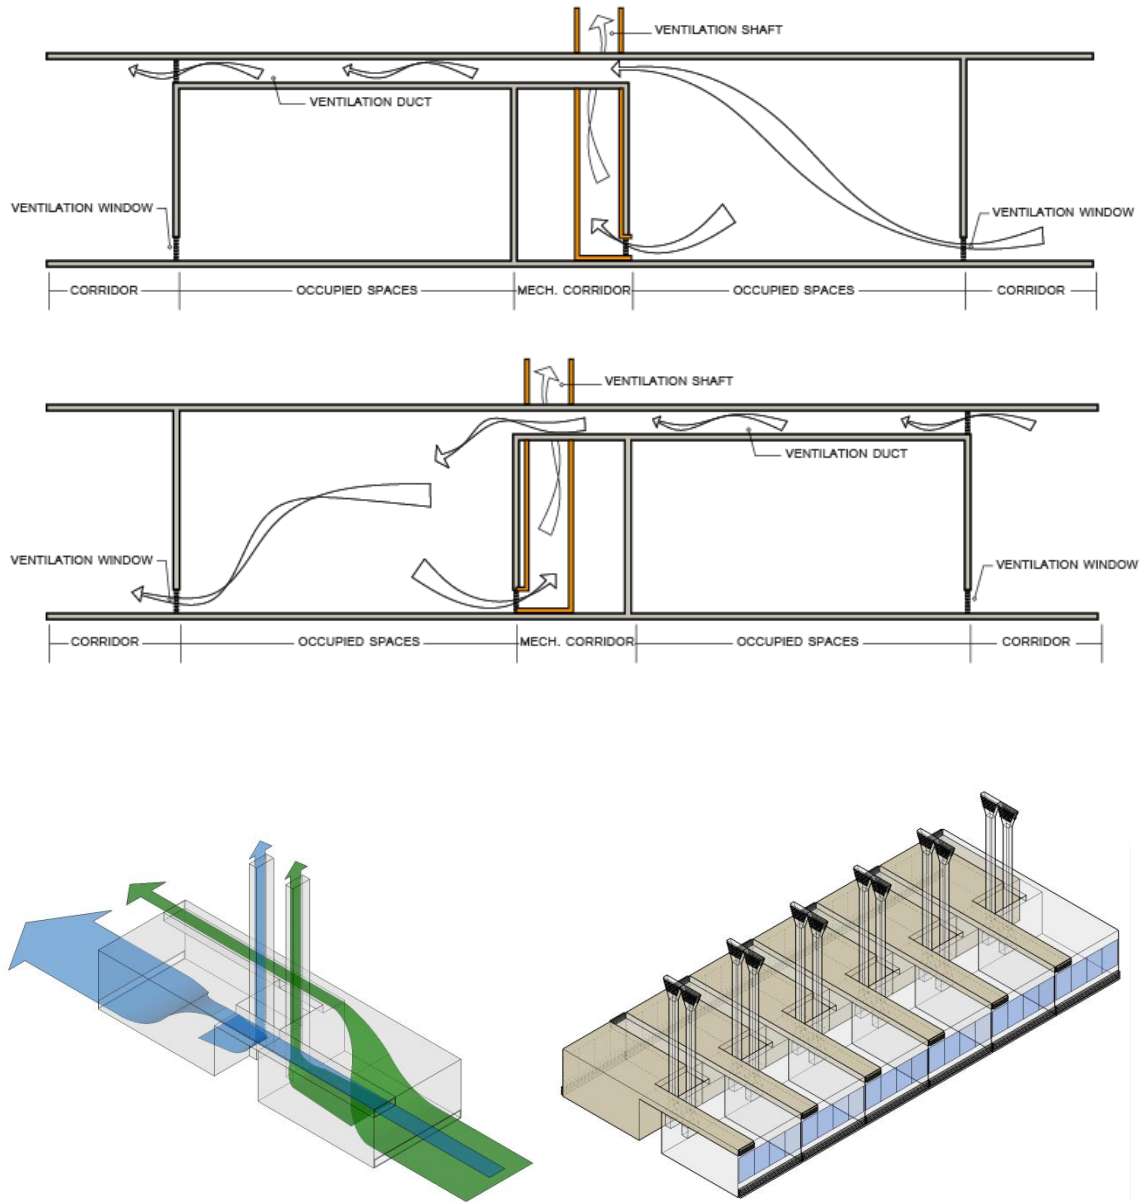 VENTILATION SHAFT
VENTILATION DUCT
VENTILATION WINDOW
VENTILATION WINDOW
CORRIDOR
OCCUPIED SPACES
MECH. CORRIDOR
OCCUPIED SPACES
CORRIDOR
VENTILATION SHAFT
VENTILATION DUCT
VENTILATION WINDOW
VENTILATION WINDOW
CORRIDOR
OCCUPIED SPACES
MECH. CORRIDOR
OCCUPIED SPACES
CORRIDOR